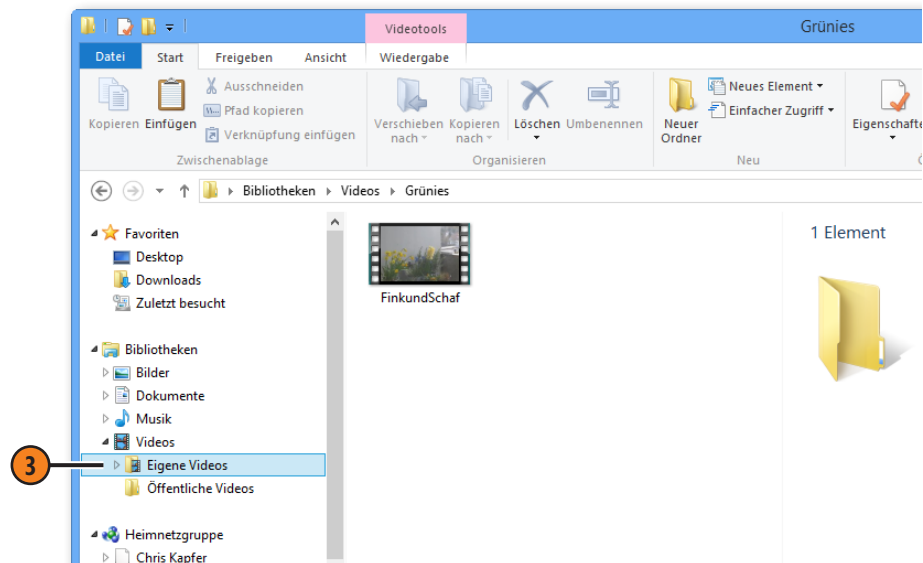 Videotools
Grünies
Datei Start Freigeben Ansicht Wiedergabe
Kopieren
Einfügen
Ausschneiden
Pfad kopieren
Verknüpfung einfügen
Zwischenablage
Verschieben
nach
Kopieren
nach
Löschen
Umbenennen
Organisieren
Neuer
Ordner
Neues Element
Einfacher Zugriff
Neu
Eigenschafte
Bibliotheken Videos Grünies
Favoriten
Desktop
Downloads
Zuletzt besucht
Bibliotheken
Bilder
Dokumente
Musik
Videos
3
Eigene Videos
Öffentliche Videos
Heimnetzgruppe
Chris Kapfer
FinkundSchaf
1 Element